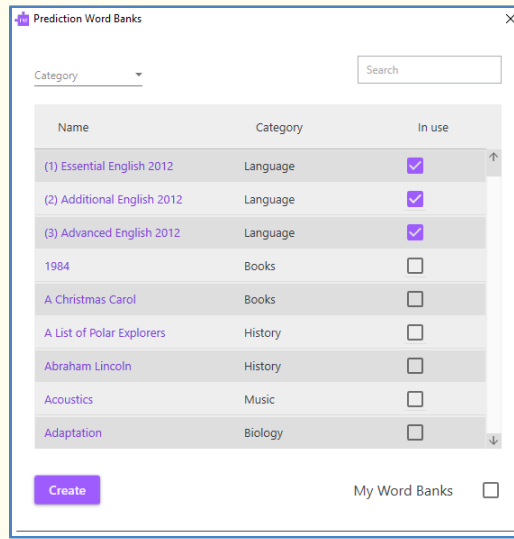 Prediction Word Banks
Category
Search
Name Category In use
(1) Essential English 2012 Language
(2) Additional English 2012 Language
(3) Advanced English 2012 Language
1984 Books
A Christmas Carol Books
A List of Polar Explorers History
Abraham Lincoln History
Acoustics Music
Adaptation Biology
Create My Word Banks